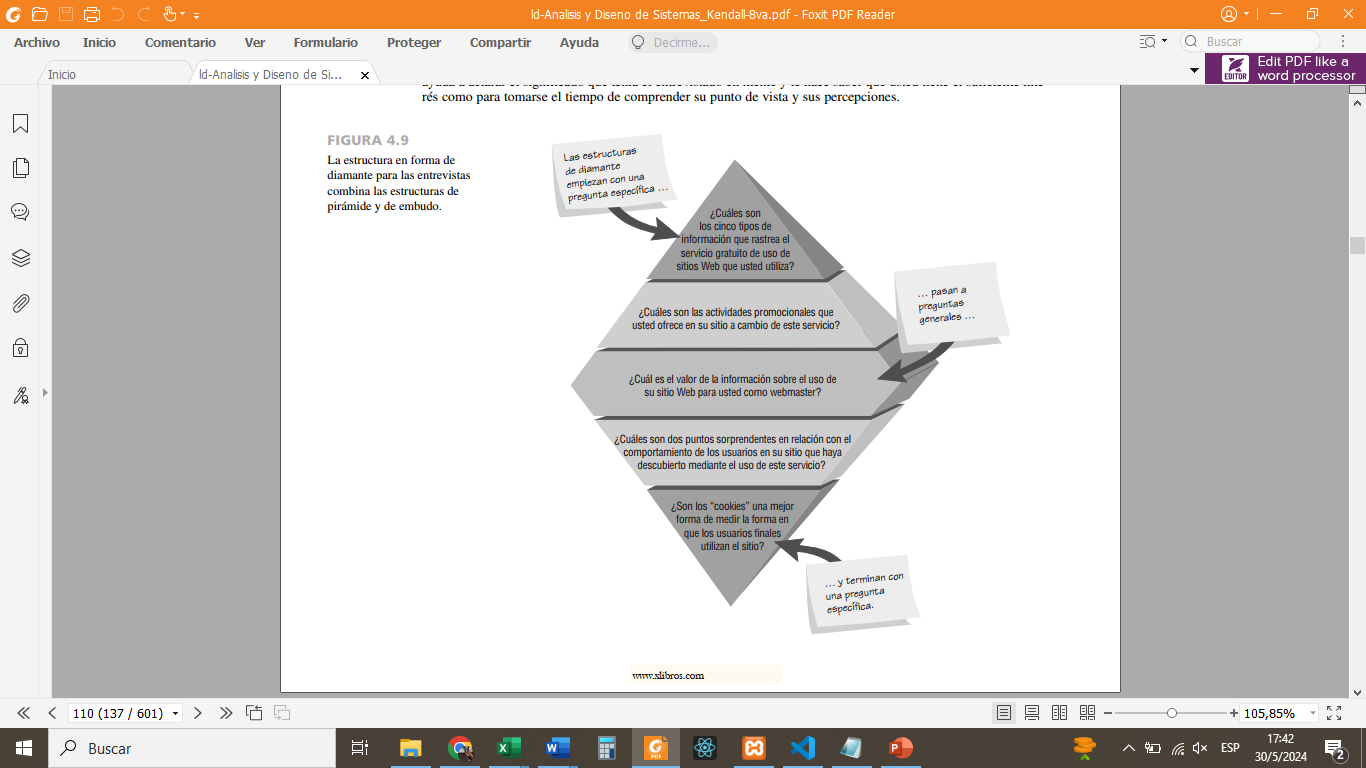 ld-Analisis y Diseno de Sistemas_Kendall-8va.pdf - Foxit PDF Reader
Archivo Inicio Comentario Ver Formulario Proteger Compartir Ayuda Decirme... Buscar
Inicio ld-Analisis y Diseno de Si... Edit PDF like a
word processor
EDITOR
rés como para tomarse el tiempo de comprender su punto de vista y sus percepciones.
FIGURA 4.9
La estructura en forma de
diamante para las entrevistas
combina las estructuras de
pirámide y de embudo.
Las estructuras
de diamante
empiezan con una
pregunta específica ...
¿Cuáles son
los cinco tipos de
información que rastrea el
servicio gratuito de uso de
sitios Web que usted utiliza?
... pasan a
preguntas
generales ...
¿Cuáles son las actividades promocionales que
usted ofrece en su sitio a cambio de este servicio?
¿Cuál es el valor de la información sobre el uso de
su sitio Web para usted como webmaster?
¿Cuáles son dos puntos sorprendentes en relación con el
comportamiento de los usuarios en su sitio que haya
descubierto mediante el uso de este servicio?
¿Son los “cookies” una mejor
forma de medir la forma en
que los usuarios finales
utilizan el sitio?
... y terminan con
una pregunta
específica.
www.xlibros.com
110 (137 / 601) 105,85%
Buscar
ESP
17:42
30/5/2024
2